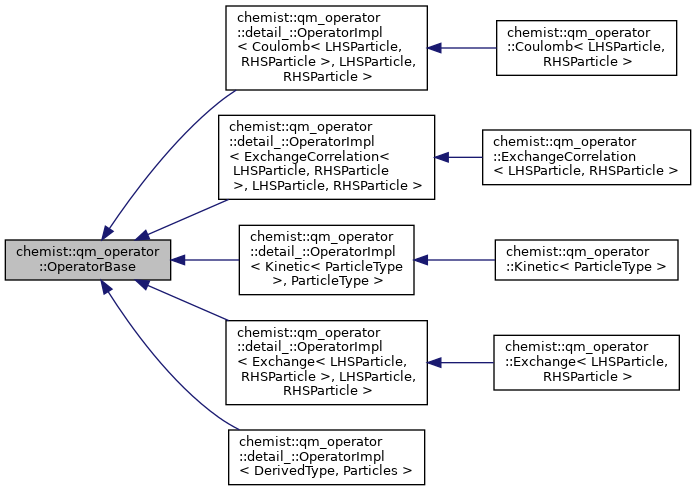 chemist::qm_operator
::detail_::OperatorImpl
< Coulomb< LHSParticle,
RHSParticle >, LHSParticle,
RHSParticle >
chemist::qm_operator
::Coulomb< LHSParticle,
RHSParticle >
chemist::qm_operator
::detail_::OperatorImpl
< ExchangeCorrelation<
LHSParticle, RHSParticle
>, LHSParticle, RHSParticle >
chemist::qm_operator
::ExchangeCorrelation
< LHSParticle, RHSParticle >
chemist::qm_operator
::OperatorBase
chemist::qm_operator
::detail_::OperatorImpl
< Kinetic< ParticleType
>, ParticleType >
chemist::qm_operator
::Kinetic< ParticleType >
chemist::qm_operator
::detail_::OperatorImpl
< Exchange< LHSParticle,
RHSParticle >, LHSParticle,
RHSParticle >
chemist::qm_operator
::Exchange< LHSParticle,
RHSParticle >
chemist::qm_operator
::detail_::OperatorImpl
< DerivedType, Particles >